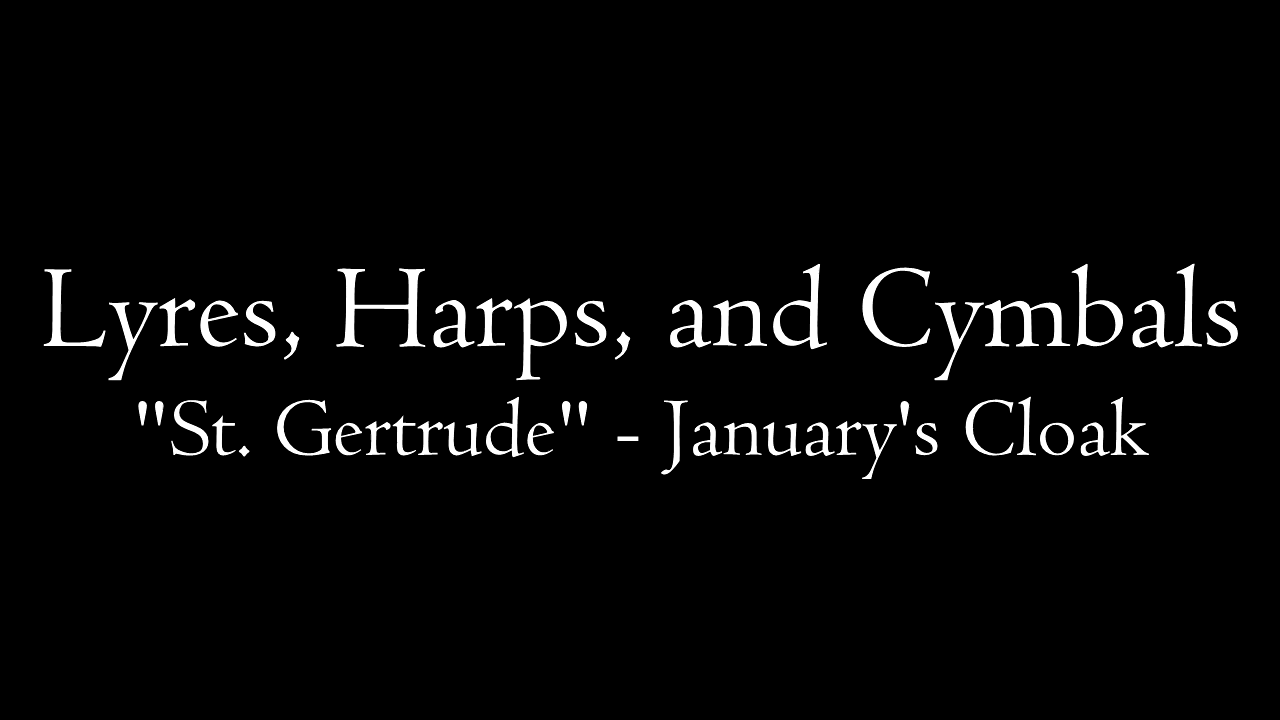 Lyres, Harps, and Cymbals
"St. Gertrude" - January's Cloak